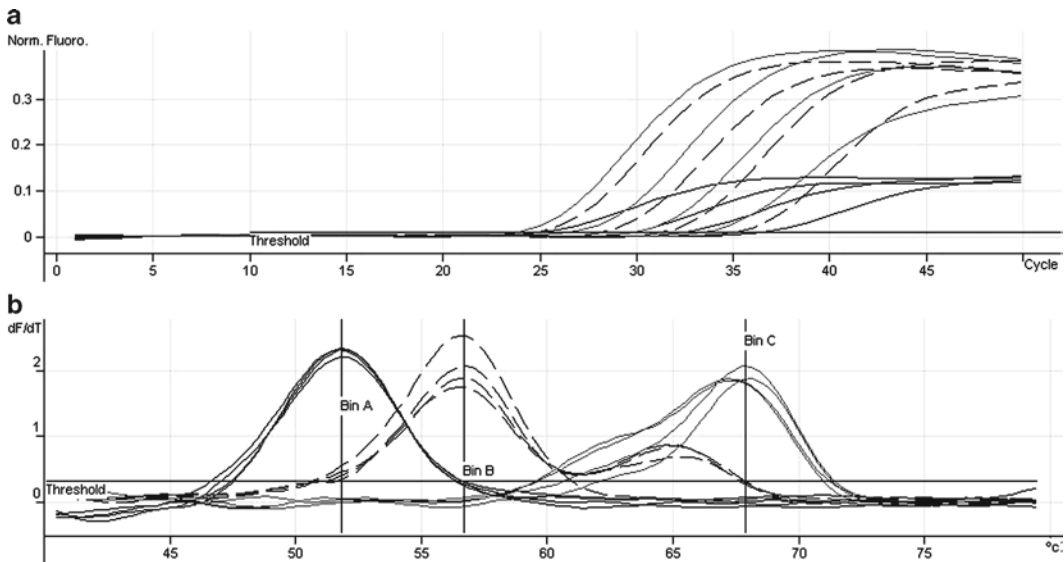 a
Norm. Fluoro.
0.3
0.2
0.1
0
Threshold
0 5 10 15 20 25 30 35 40 45 Cycle
b
dF/dT
2
1
0
Bin A
Bin B
Bin C
Threshold
45 50 55 60 65 70 75 °c